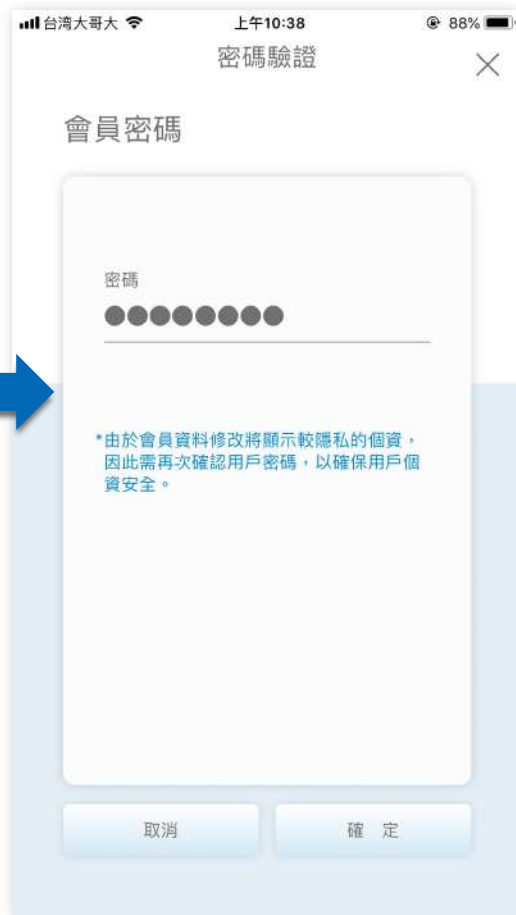 台湾大哥大 上午10:38 88%
密碼驗證
會員密碼
密碼
*由於會員資料修改將顯示較隱私的個資,
因此需再次確認用戶密碼,以確保用戶個
資安全。
取消 確 定